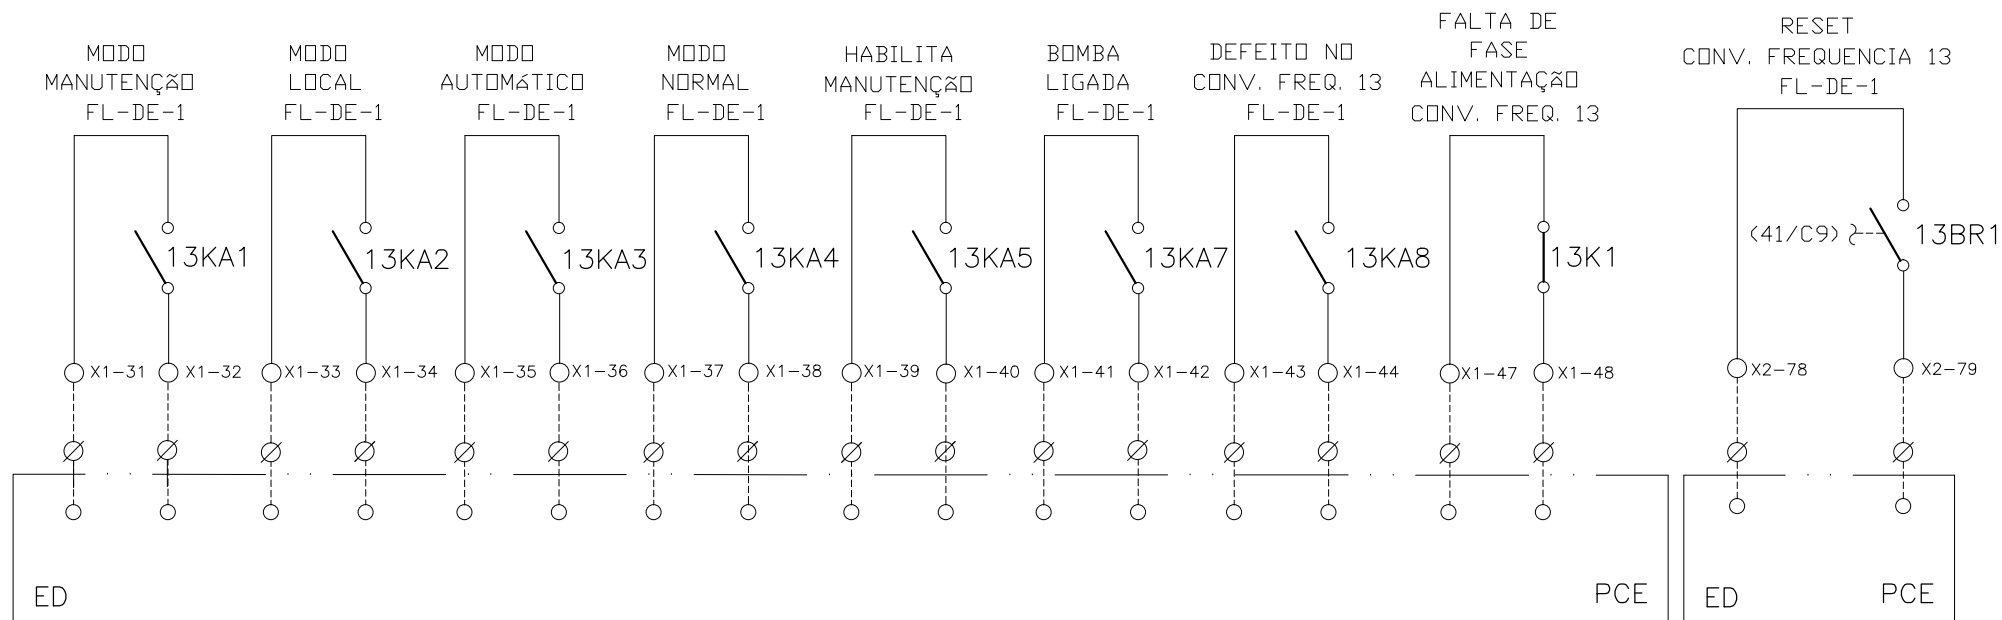 MODO
MANUTENÇÃO
FL-DE-1
MODO
LOCAL
FL-DE-1
MODO
AUTOMÁTICO
FL-DE-1
MODO
NORMAL
FL-DE-1
HABILITA
MANUTENÇÃO
FL-DE-1
BOMBA
LIGADA
FL-DE-1
DEFEITO NO
CONV. FREQ. 13
FL-DE-1
FALTA DE
FASE
ALIMENTAÇÃO
CONV. FREQ. 13
RESET
CONV. FREQUENCIA 13
FL-DE-1
13KA1
13KA2
13KA3
13KA4
13KA5
13KA7
13KA8
13K1
(41/C9)
13BR1
X1-31
X1-32
X1-33
X1-34
X1-35
X1-36
X1-37
X1-38
X1-39
X1-40
X1-41
X1-42
X1-43
X1-44
X1-47
X1-48
X2-78
X2-79
ED
PCE
ED
PCE